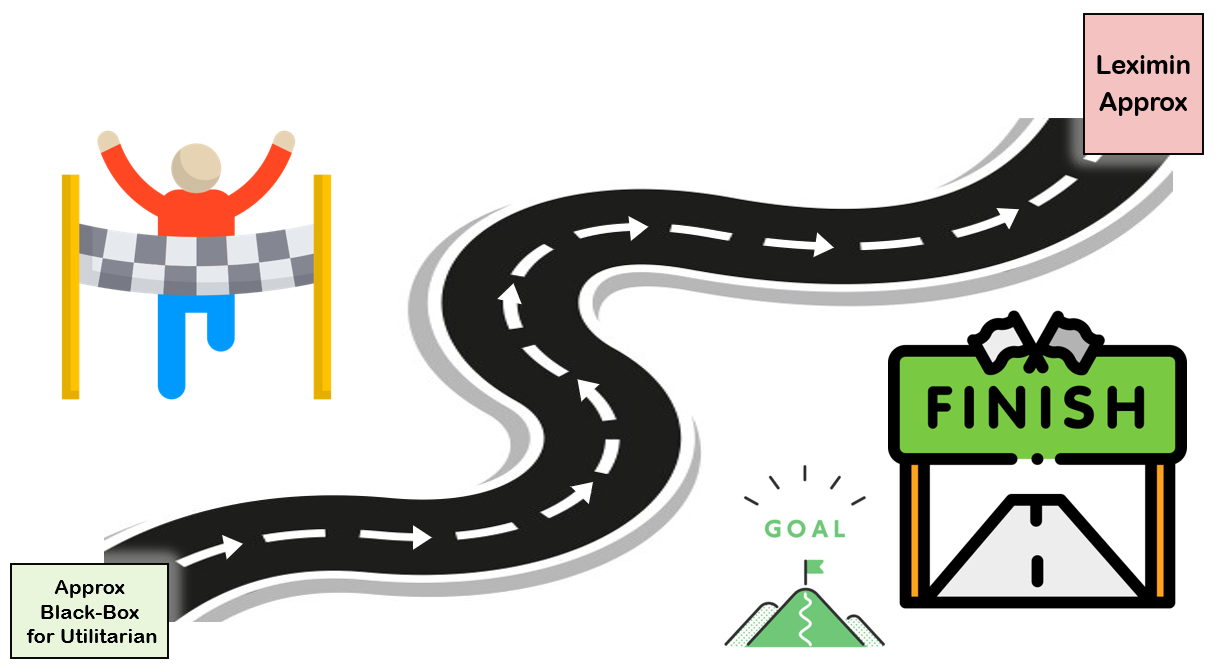 Leximin
Approx
FINISH
GOAL
Approx
Black-Box
for Utilitarian